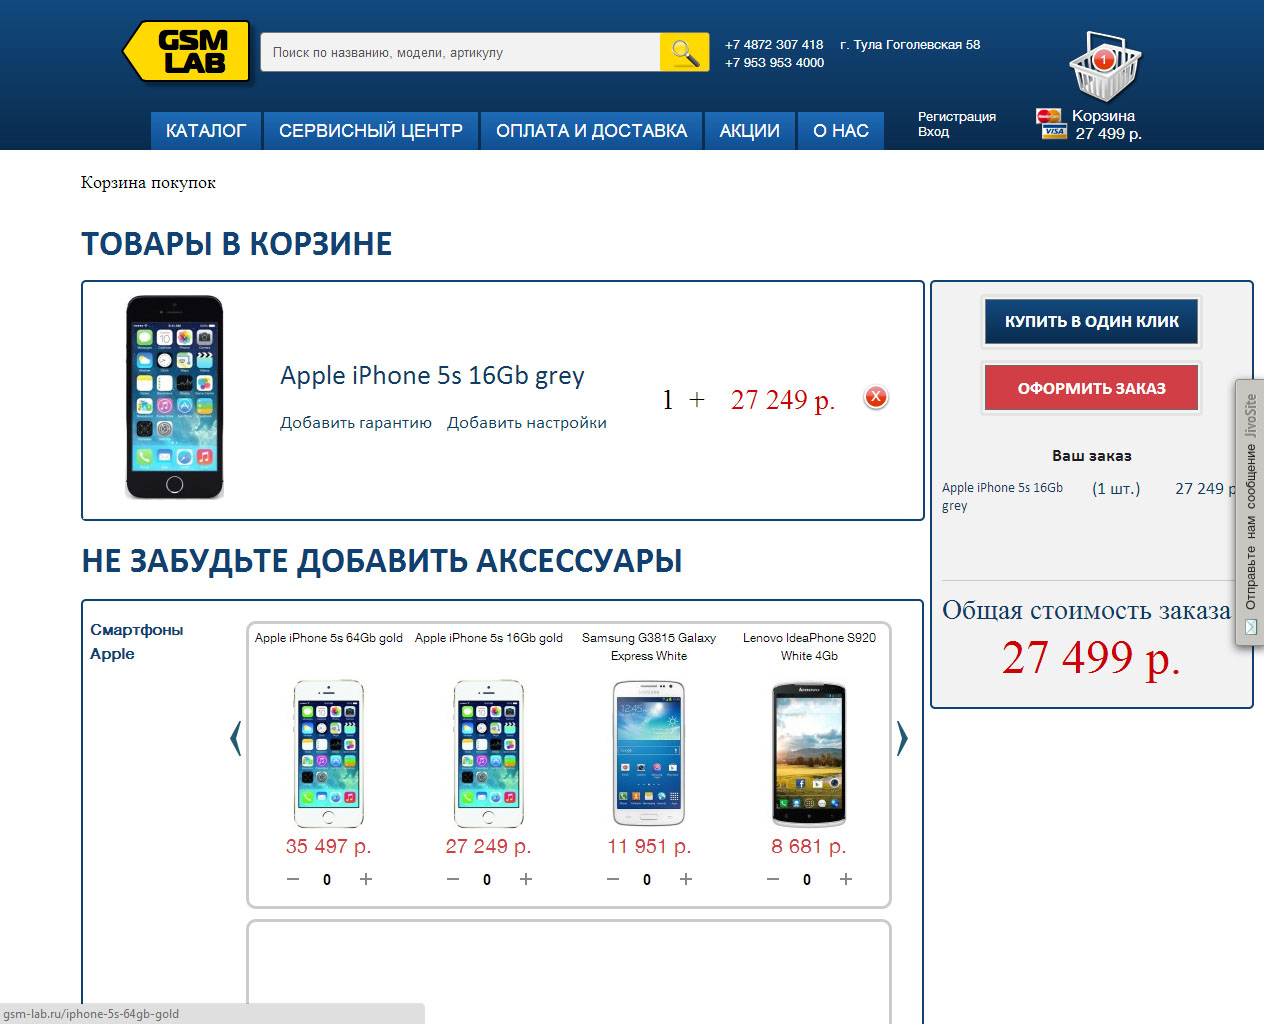 GSM
LAB
Поиск по названию, модели, артикулу
+7 4872 307 418 г. Тула Гоголевская 58
+7 953 953 4000
1
КАТАЛОГ
СЕРВИСНЫЙ ЦЕНТР
ОПЛАТА И ДОСТАВКА
АКЦИИ
О НАС
Регистрация
Вход
MasterCard
VISA
Корзина
27 499 р.
Корзина покупок
ТОВАРЫ В КОРЗИНЕ
Apple iPhone 5s 16Gb grey
Добавить гарантию Добавить настройки
1 + 27 249 р.
X
КУПИТЬ В ОДИН КЛИК
ОФОРМИТЬ ЗАКАЗ
Ваш заказ
Apple iPhone 5s 16Gb (1 шт.) 27 249 р
grey
Общая стоимость заказа
27 499 р.
Отправьте нам сообщение JivoSite
НЕ ЗАБУДЬТЕ ДОБАВИТЬ АКСЕССУАРЫ
Смартфоны
Apple
Apple iPhone 5s 64Gb gold
35 497 р.
− 0 +
Apple iPhone 5s 16Gb gold
27 249 р.
− 0 +
Samsung G3815 Galaxy
Express White
SAMSUNG
11 951 р.
− 0 +
Lenovo IdeaPhone S920
White 4Gb
lenovo
8 681 р.
− 0 +
gsm-lab.ru/iphone-5s-64gb-gold